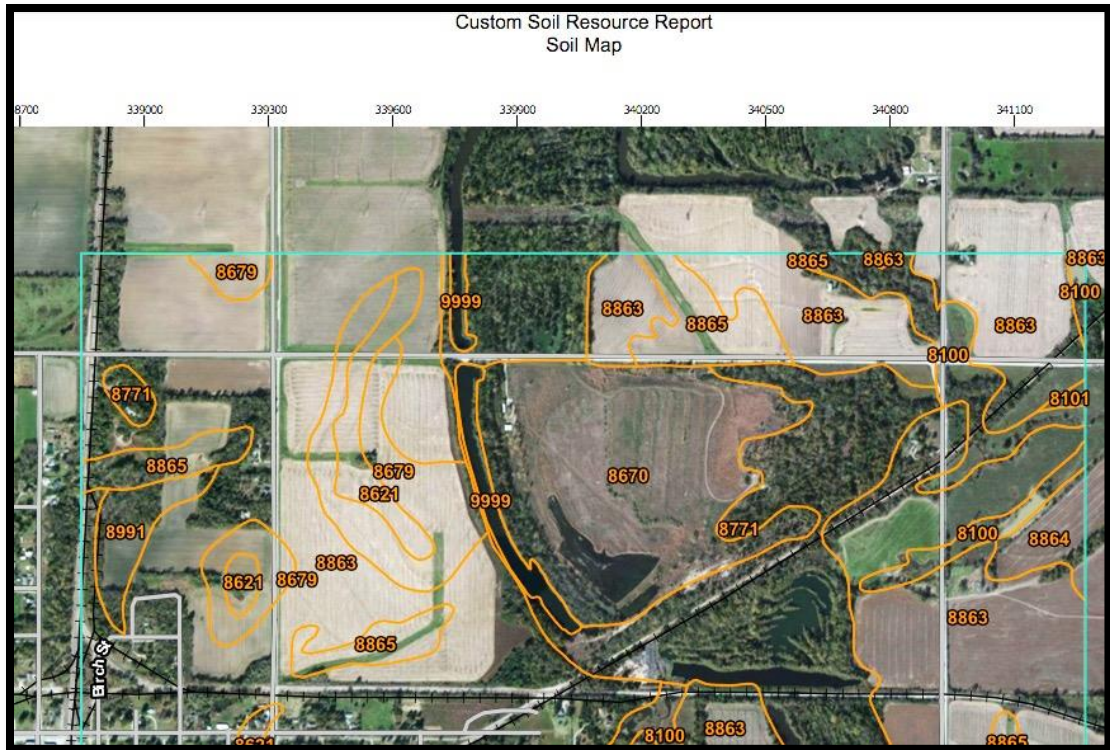 Custom Soil Resource Report
Soil Map
8700 339000 339300 339600 339900 340200 340500 340800 341100
8679 8865 8863 8863
9999 8100
8863 8865 8863 8863
8100
8771 8101
8865 8679 8670
8621 9999
8991 8771 8100
8864
8621 8679 8863
8863
8865
Birch St
8621 8100 8863 8865